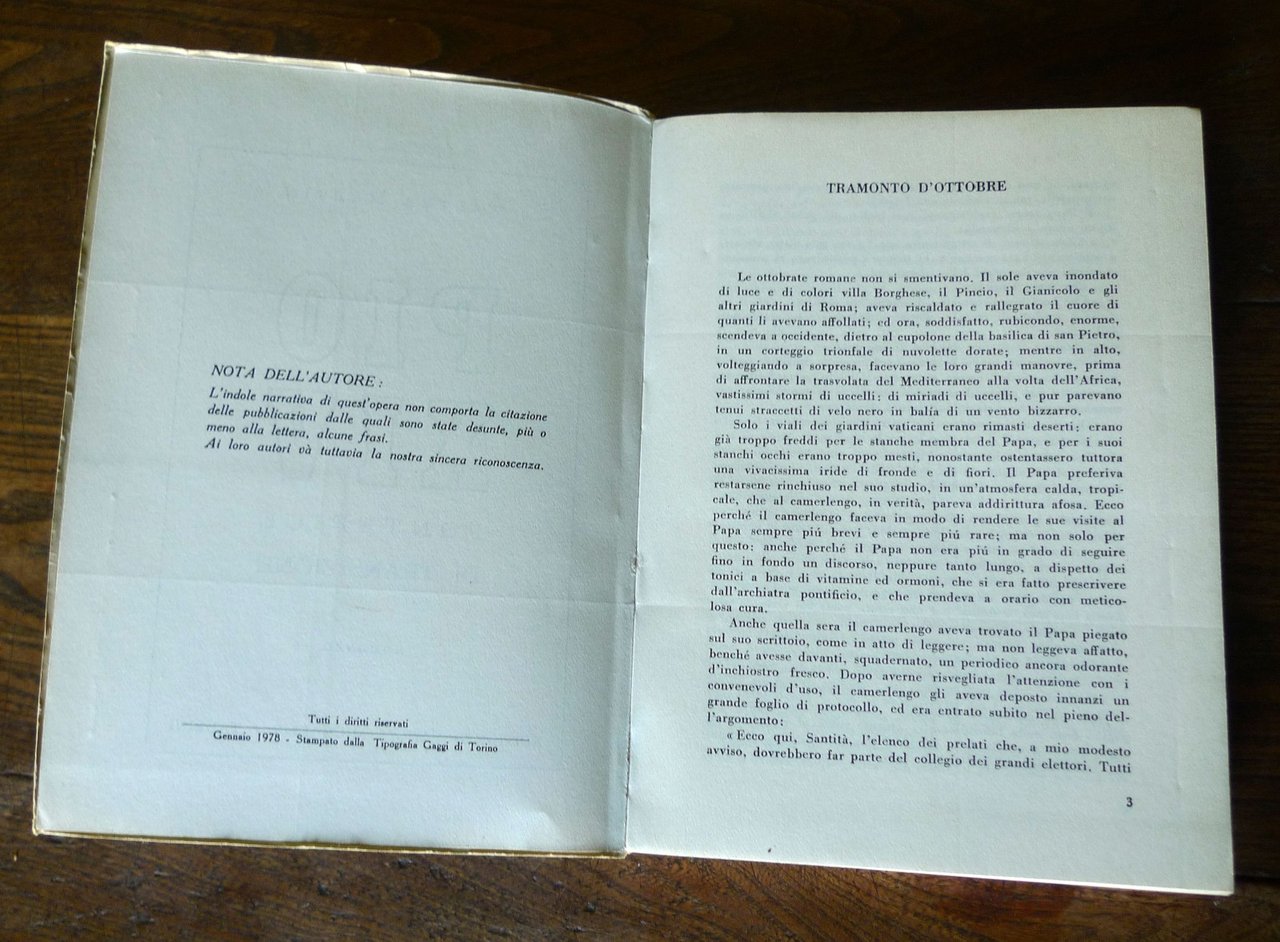 NOTA DELL'AUTORE:
L'indole narrativa di quest'opera non comporta la citazione
delle pubblicazioni dalle quali sono state desunte, più o
meno alla lettera, alcune frasi.
Ai loro autori và tuttavia la nostra sincera riconoscenza.
Tutti i diritti riservati
Gennaio 1978 - Stampato dalla Tipografia Gaggi di Torino
TRAMONTO D'OTTOBRE
Le ottobrate romane non si smentivano. Il sole aveva inondato
di luce e di colori villa Borghese, il Pincio, il Gianicolo e gli
altri giardini di Roma; aveva riscaldato e rallegrato il cuore di
quanti li avevano affollati; ed ora, soddisfatto, rubicondo, enorme,
scendeva a occidente, dietro al cupolone della basilica di san Pietro,
in un corteggio trionfale di nuvolette dorate; mentre in alto,
volteggiando a sorpresa, facevano le loro grandi manovre, prima
di affrontare la trasvolata del Mediterraneo alla volta dell'Africa,
vastissimi stormi di uccelli: di miriadi di uccelli, e pur parevano
tenui straccetti di velo nero in balía di un vento bizzarro.
Solo i viali dei giardini vaticani erano rimasti deserti: erano
già troppo freddi per le stanche membra del Papa, e per i suoi
stanchi occhi erano troppo mesti, nonostante ostentassero tuttora
una vivacissima iride di fronde e di fiori. Il Papa preferiva
restarsene rinchiuso nel suo studio, in un'atmosfera calda, tropi-
cale, che al camerlengo, in verità, pareva addirittura afosa. Ecco
perché il camerlengo faceva in modo di rendere le sue visite al
Papa sempre piú brevi e sempre piú rare; ma non solo per
questo: anche perché il Papa non era piú in grado di seguire
fino in fondo un discorso, neppure tanto lungo, a dispetto dei
tonici a base di vitamine ed ormoni, che si era fatto prescrivere
dall'archiatra pontificio, e che prendeva a orario con metico-
losa cura.
Anche quella sera il camerlengo aveva trovato il Papa piegato
sul suo scrittoio, come in atto di leggere; ma non leggeva affatto,
benché avesse davanti, squadernato, un periodico ancora odorante
d'inchiostro fresco. Dopo averne risvegliata l'attenzione con i
convenevoli d'uso, il camerlengo gli aveva deposto innanzi un
grande foglio di protocollo, ed era entrato subito nel pieno del-
l'argomento:
« Ecco qui, Santità, l'elenco dei prelati che, a mio modesto
avviso, dovrebbero far parte del collegio dei grandi elettori. Tutti
3